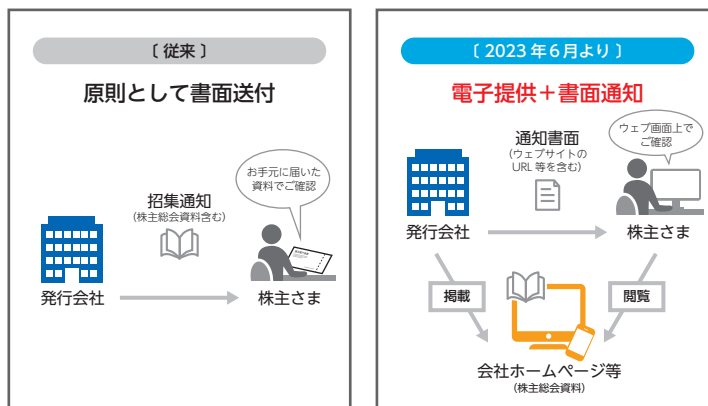 〔 従来 〕
原則として書面送付
招集通知
(株主総会資料含む)
お手元に届いた
資料でご確認
発行会社
株主さま
〔 2023 年6月より 〕
電子提供＋書面通知
通知書面
(ウェブサイトの
URL 等を含む)
ウェブ画面上で
ご確認
発行会社
株主さま
掲載
閲覧
会社ホームページ等
(株主総会資料)